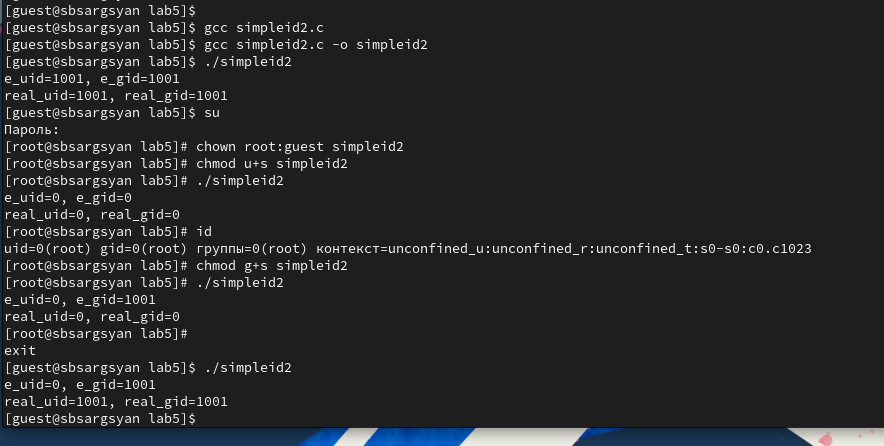 [guest@sbsargsyan lab5]$
[guest@sbsargsyan lab5]$ gcc simpleid2.c
[guest@sbsargsyan lab5]$ gcc simpleid2.c -o simpleid2
[guest@sbsargsyan lab5]$ ./simpleid2
e_uid=1001, e_gid=1001
real_uid=1001, real_gid=1001
[guest@sbsargsyan lab5]$ su
Пароль:
[root@sbsargsyan lab5]# chown root:guest simpleid2
[root@sbsargsyan lab5]# chmod u+s simpleid2
[root@sbsargsyan lab5]# ./simpleid2
e_uid=0, e_gid=0
real_uid=0, real_gid=0
[root@sbsargsyan lab5]# id
uid=0(root) gid=0(root) группы=0(root) контекст=unconfined_u:unconfined_r:unconfined_t:s0-s0:c0.c1023
[root@sbsargsyan lab5]# chmod g+s simpleid2
[root@sbsargsyan lab5]# ./simpleid2
e_uid=0, e_gid=1001
real_uid=0, real_gid=0
[root@sbsargsyan lab5]#
exit
[guest@sbsargsyan lab5]$ ./simpleid2
e_uid=0, e_gid=1001
real_uid=1001, real_gid=1001
[guest@sbsargsyan lab5]$